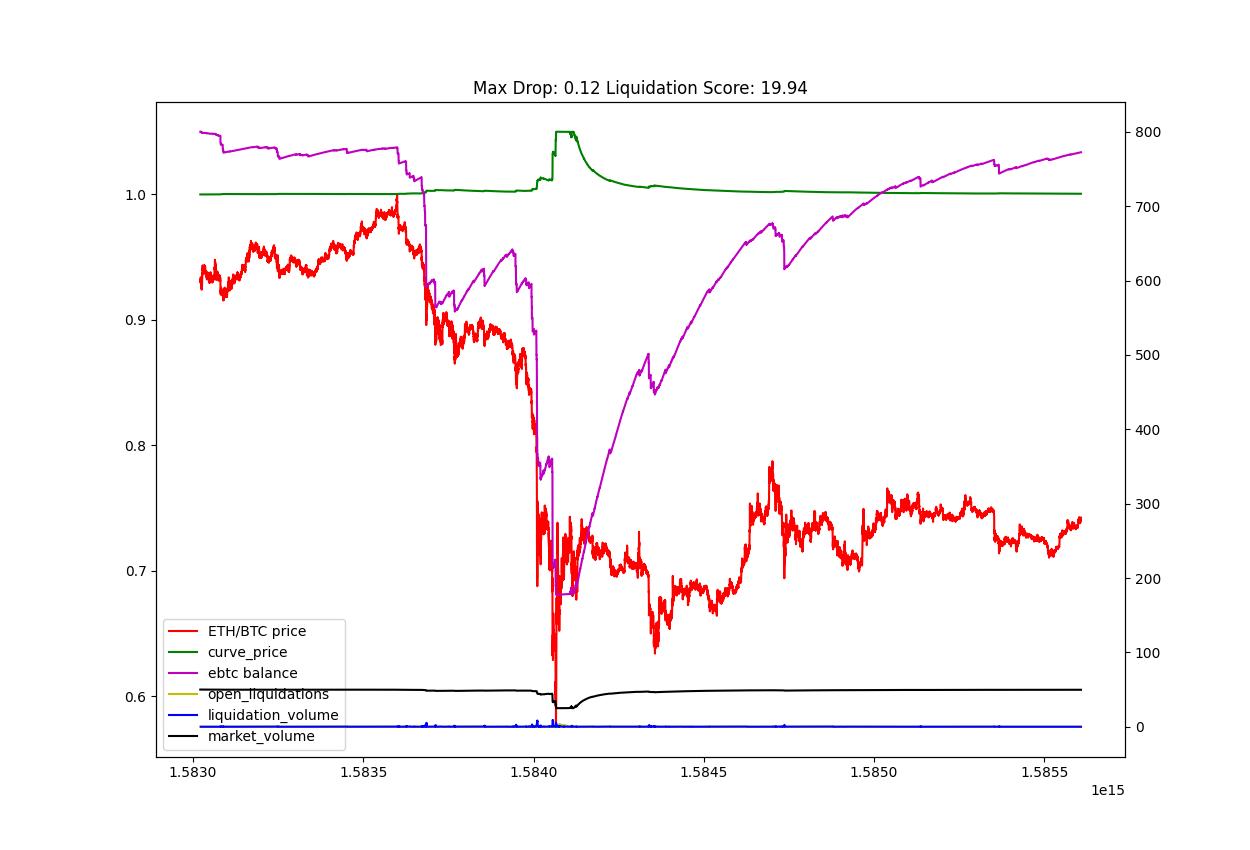 Max Drop: 0.12 Liquidation Score: 19.94
1.0
0.9
0.8
0.7
0.6
800
700
600
500
400
300
200
100
0
ETH/BTC price
curve_price
ebtc balance
open_liquidations
liquidation_volume
market_volume
1.5830 1.5835 1.5840 1.5845 1.5850 1.5855
1e15